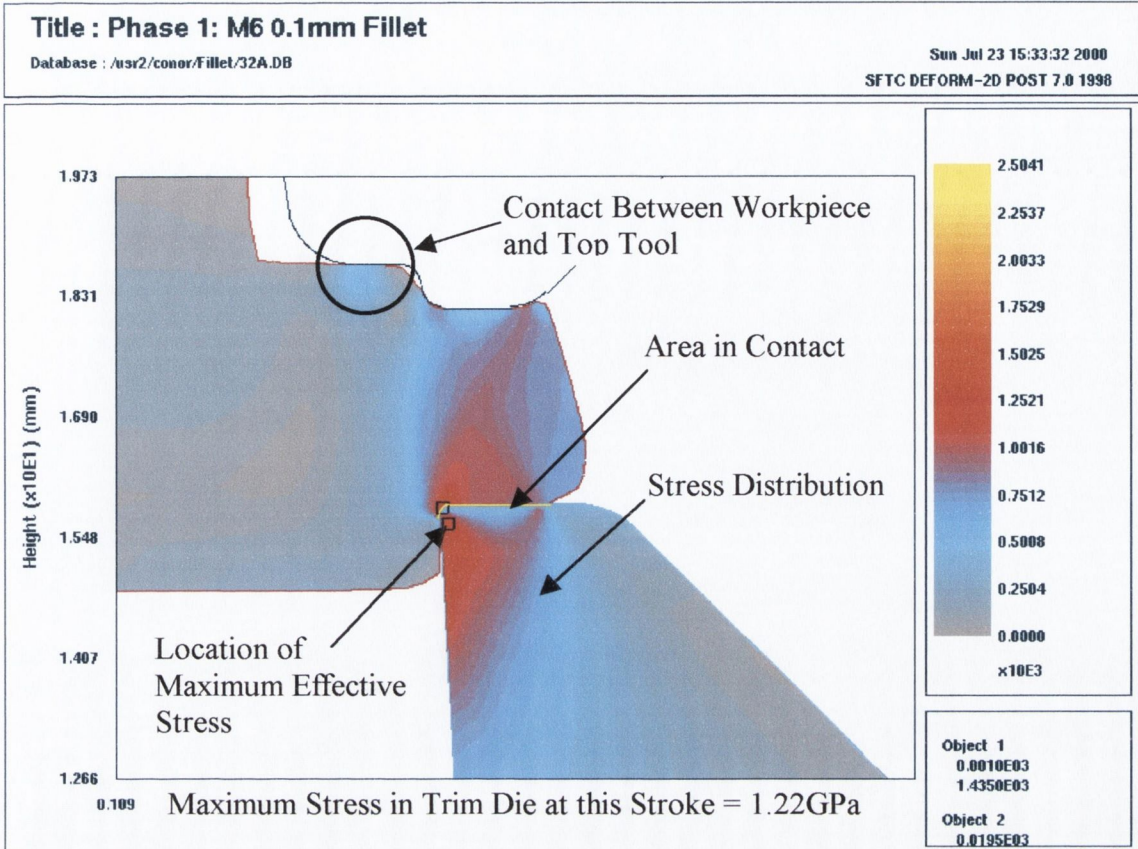 Title : Phase 1: M6 0.1mm Fillet
Database : /usr2/conor/Fillet/32A.DB
Sun Jul 23 15:33:32 2000
SFTC DEFORM-2D POST 7.0 1998
Height (x10E1) (mm)
1.973
1.831
1.690
1.548
1.407
1.266
0.109
Contact Between Workpiece
and Top Tool
Area in Contact
Stress Distribution
Location of
Maximum Effective
Stress
Maximum Stress in Trim Die at this Stroke = 1.22GPa
2.5041
2.2537
2.0033
1.7529
1.5025
1.2521
1.0016
0.7512
0.5008
0.2504
0.0000
x10E3
Object 1
0.0010E03
1.4350E03
Object 2
0.0195E03